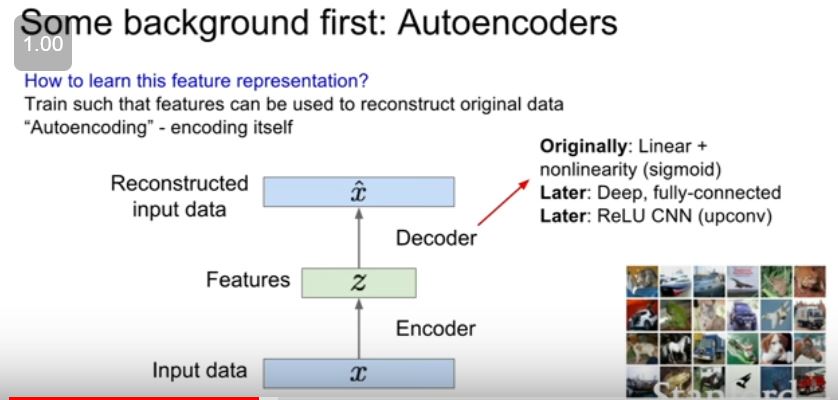 Some background first: Autoencoders
1.00
How to learn this feature representation?
Train such that features can be used to reconstruct original data
“Autoencoding” - encoding itself
Originally: Linear +
nonlinearity (sigmoid)
Later: Deep, fully-connected
Later: ReLU CNN (upconv)
Reconstructed
input data
x̂
Decoder
Features
z
Encoder
Input data
x